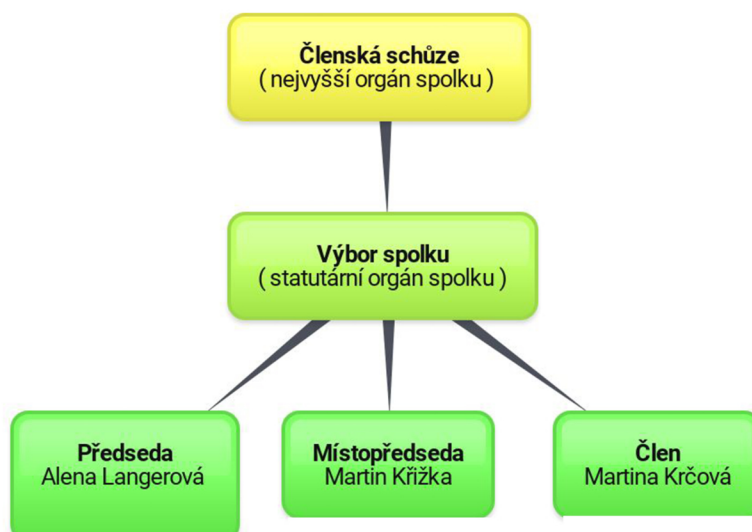 Členská schůze
( nejvyšší orgán spolku )
Výbor spolku
( statutární orgán spolku )
Předseda
Alena Langerová
Místopředseda
Martin Křižka
Člen
Martina Krčová